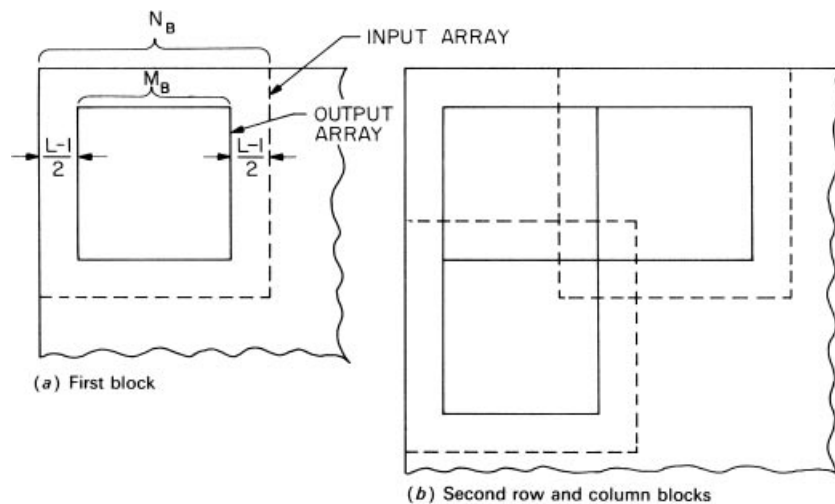 N_B
INPUT ARRAY
M_B
OUTPUT
ARRAY
L-1
2
L-1
2
(a) First block
(b) Second row and column blocks